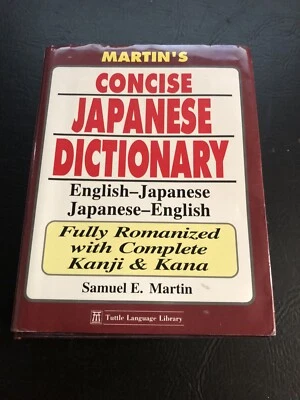 MARTIN'S
CONCISE
JAPANESE
DICTIONARY
English–Japanese
Japanese–English
Fully Romanized
with Complete
Kanji & Kana
Samuel E. Martin
Tuttle Language Library